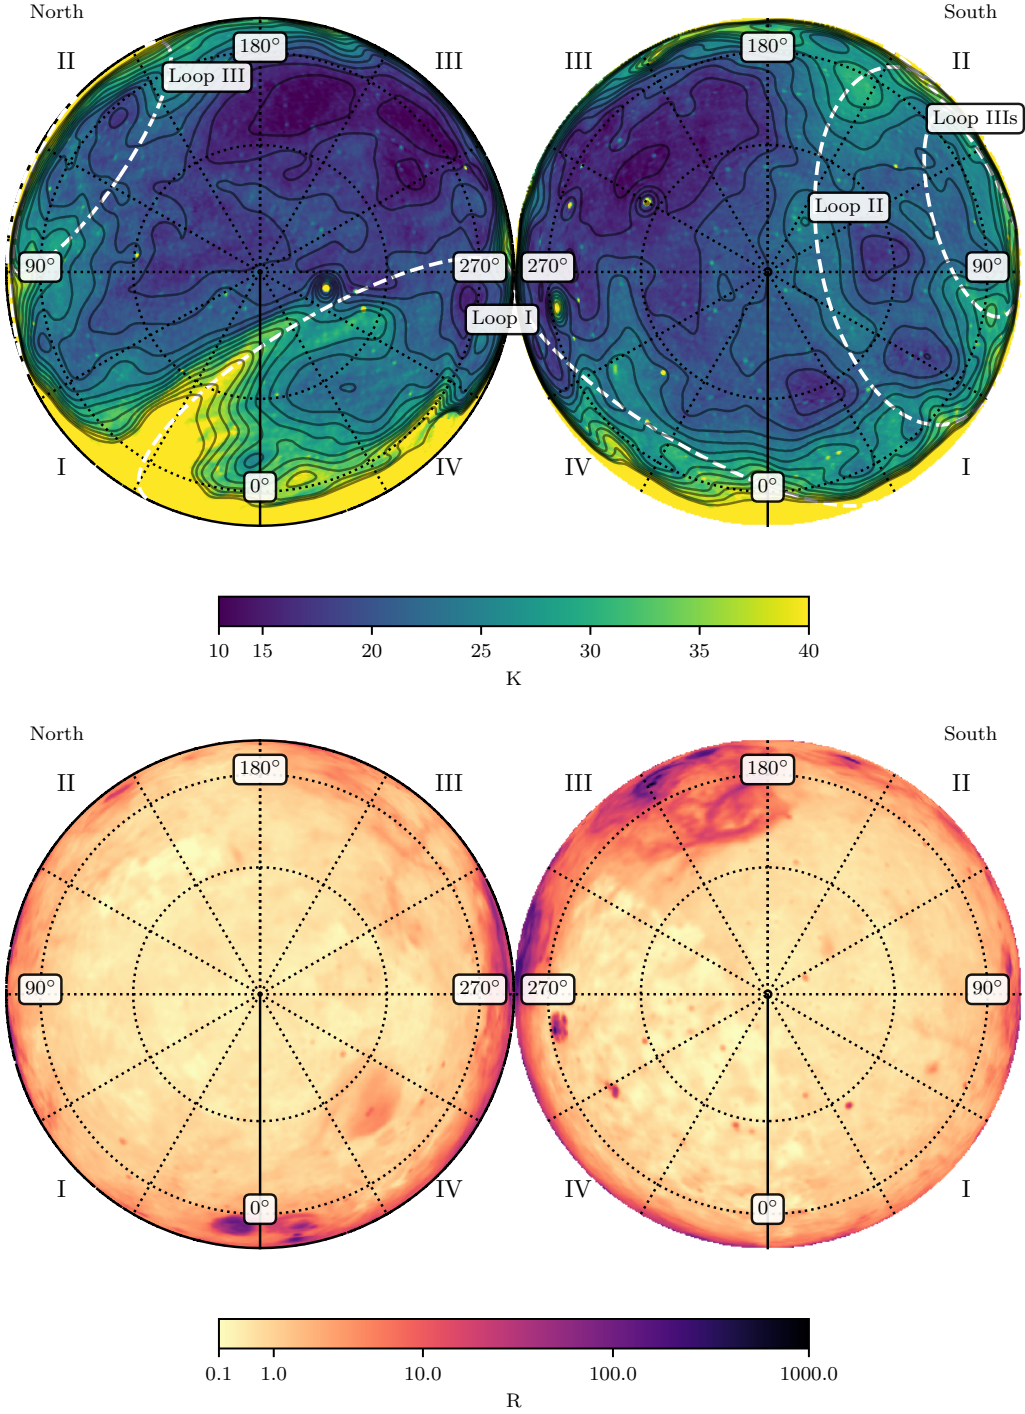 North South
II 180° III III 180° II
Loop III
Loop IIIs
Loop II
90° 270° 270° 90°
Loop I
I 0° IV IV 0° I
10 15 20 25 30 35 40
K
North South
II 180° III III 180° II
90° 270° 270° 90°
I 0° IV IV 0° I
0.1 1.0 10.0 100.0 1000.0
R